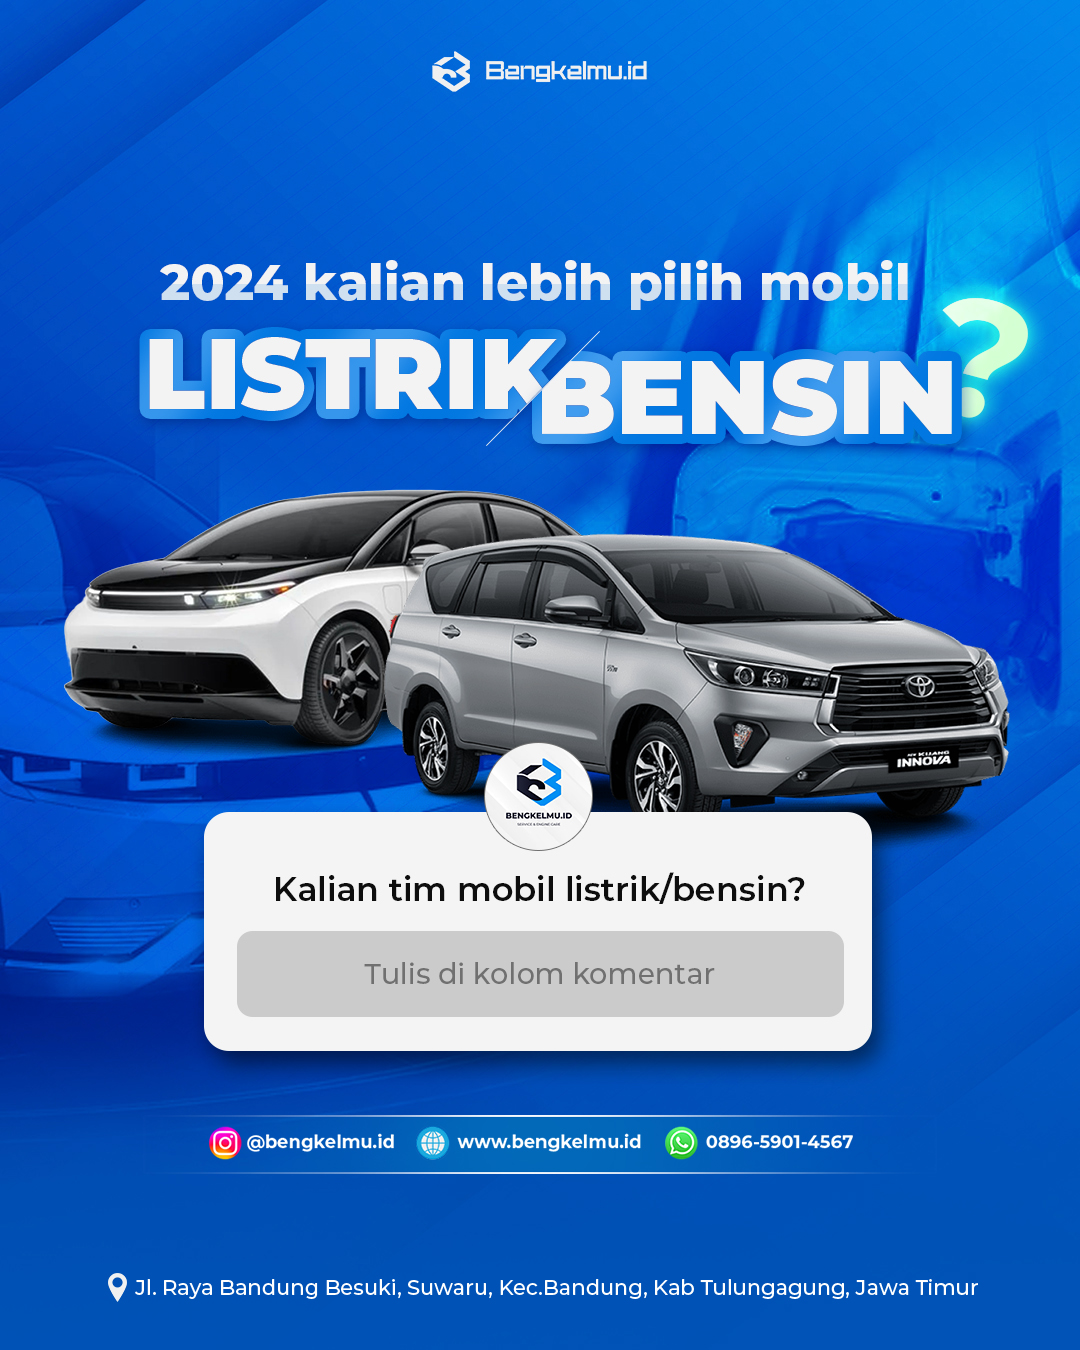 Bengkelmu.id
2024 kalian lebih pilih mobil
LISTRIK/BENSIN?
INNOVA
BENGKELMU.ID
Kalian tim mobil listrik/bensin?
Tulis di kolom komentar
@bengkelmu.id www.bengkelmu.id 0896-5901-4567
Jl. Raya Bandung Besuki, Suwaru, Kec.Bandung, Kab Tulungagung, Jawa Timur